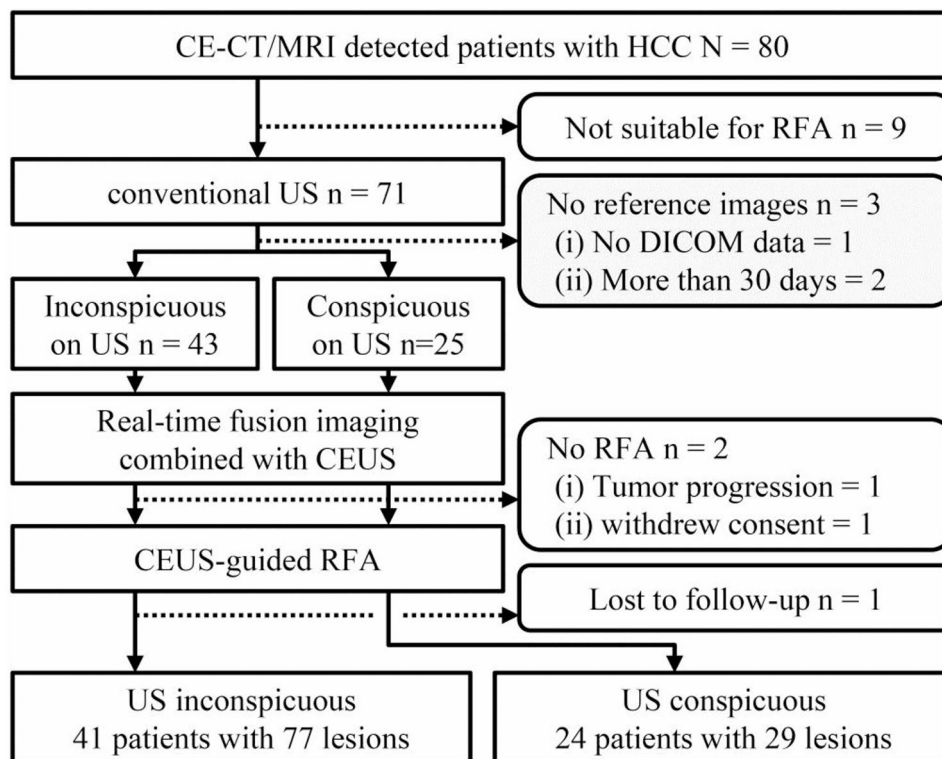 CE-CT/MRI detected patients with HCC N = 80
Not suitable for RFA n = 9
conventional US n = 71
No reference images n = 3
(i) No DICOM data = 1
(ii) More than 30 days = 2
Inconspicuous
on US n = 43
Conspicuous
on US n=25
Real-time fusion imaging
combined with CEUS
No RFA n = 2
(i) Tumor progression = 1
(ii) withdrew consent = 1
CEUS-guided RFA
Lost to follow-up n = 1
US inconspicuous
41 patients with 77 lesions
US conspicuous
24 patients with 29 lesions